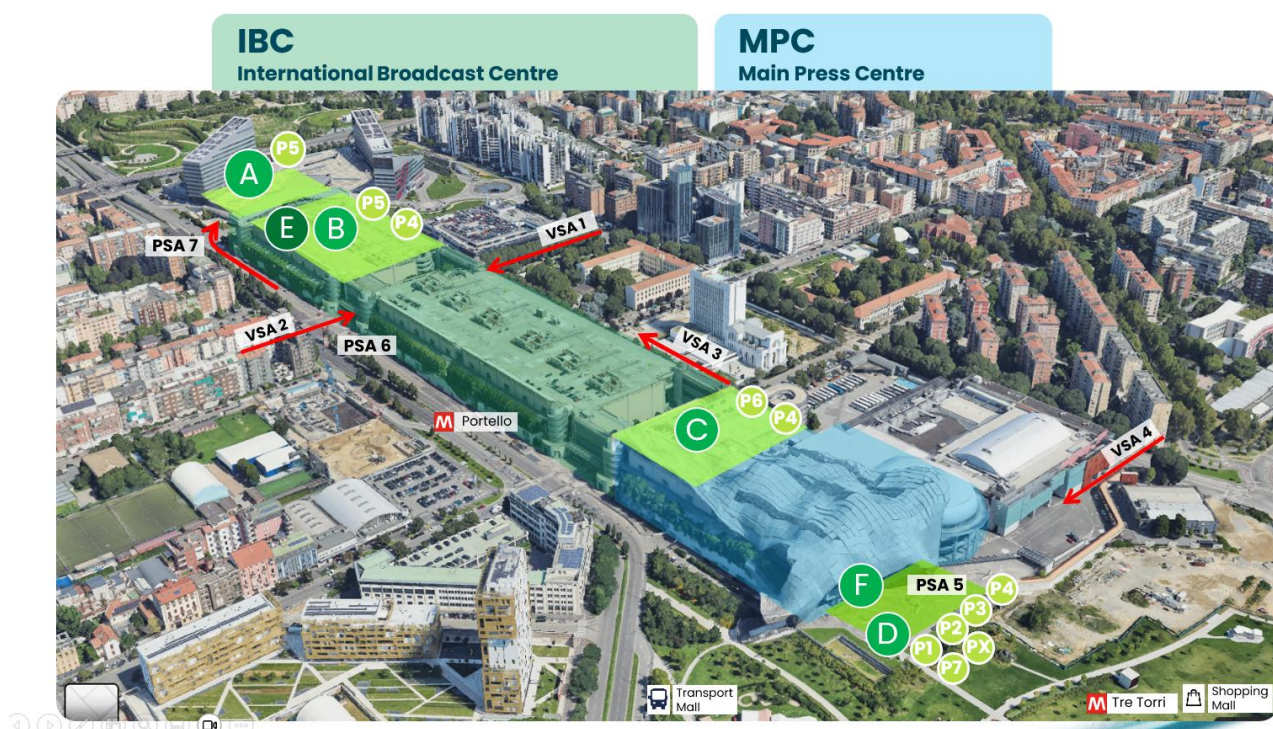 IBC
International Broadcast Centre
MPC
Main Press Centre
P5
A
P5
E
B
P4
PSA 7
VSA 1
VSA 2
PSA 6
VSA 3
P6
P4
C
M Portello
VSA 4
F
PSA 5
P4
P3
D
P2
P1
PX
P7
Transport
Mall
M Tre Torri
Shopping
Mall